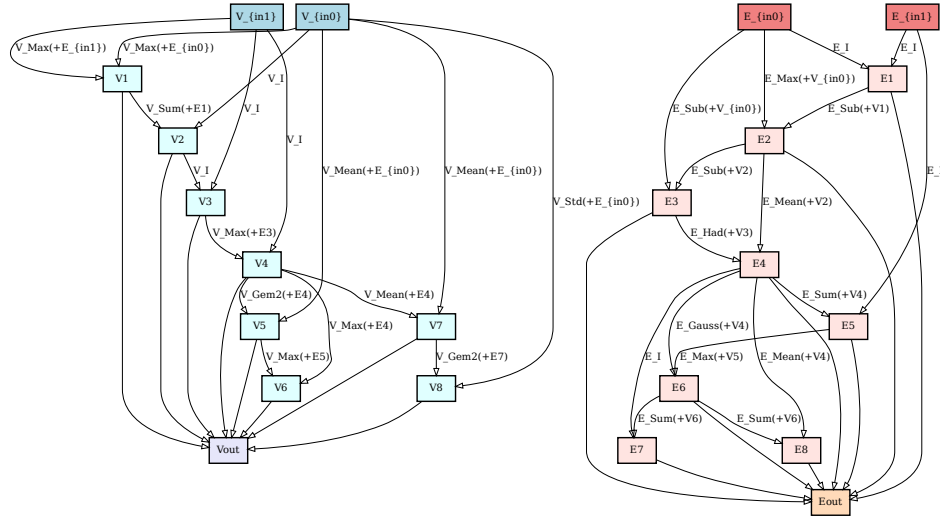 V_{in1}
V_{in0}
E_{in0}
E_{in1}
V_Max(+E_{in1})
V_Max(+E_{in0})
E_I
E_I
V1
V_I
E_Max(+V_{in0})
E1
V_Sum(+E1)
V_I
E_Sub(+V_{in0})
E_Sub(+V1)
V2
V_I
E2
V_I
V_Mean(+E_{in0})
V_Mean(+E_{in0})
E_Sub(+V2)
V3
V_Std(+E_{in0})
E3
E_Mean(+V2)
V_Max(+E3)
E_Had(+V3)
V4
E4
V_Gem2(+E4)
V_Mean(+E4)
E_Sum(+V4)
V5
V_Max(+E4)
V7
E_Gauss(+V4)
E5
V_Max(+E5)
V_Gem2(+E7)
E_I
E_Max(+V5)
E_Mean(+V4)
V6
V8
E6
E_Sum(+V6)
E_Sum(+V6)
Vout
E7
E8
Eout